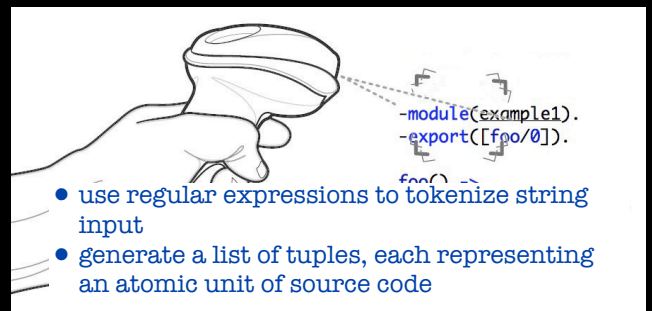 -module(example1).
-export([foo/0]).
foo() ->
• use regular expressions to tokenize string
input
• generate a list of tuples, each representing
an atomic unit of source code